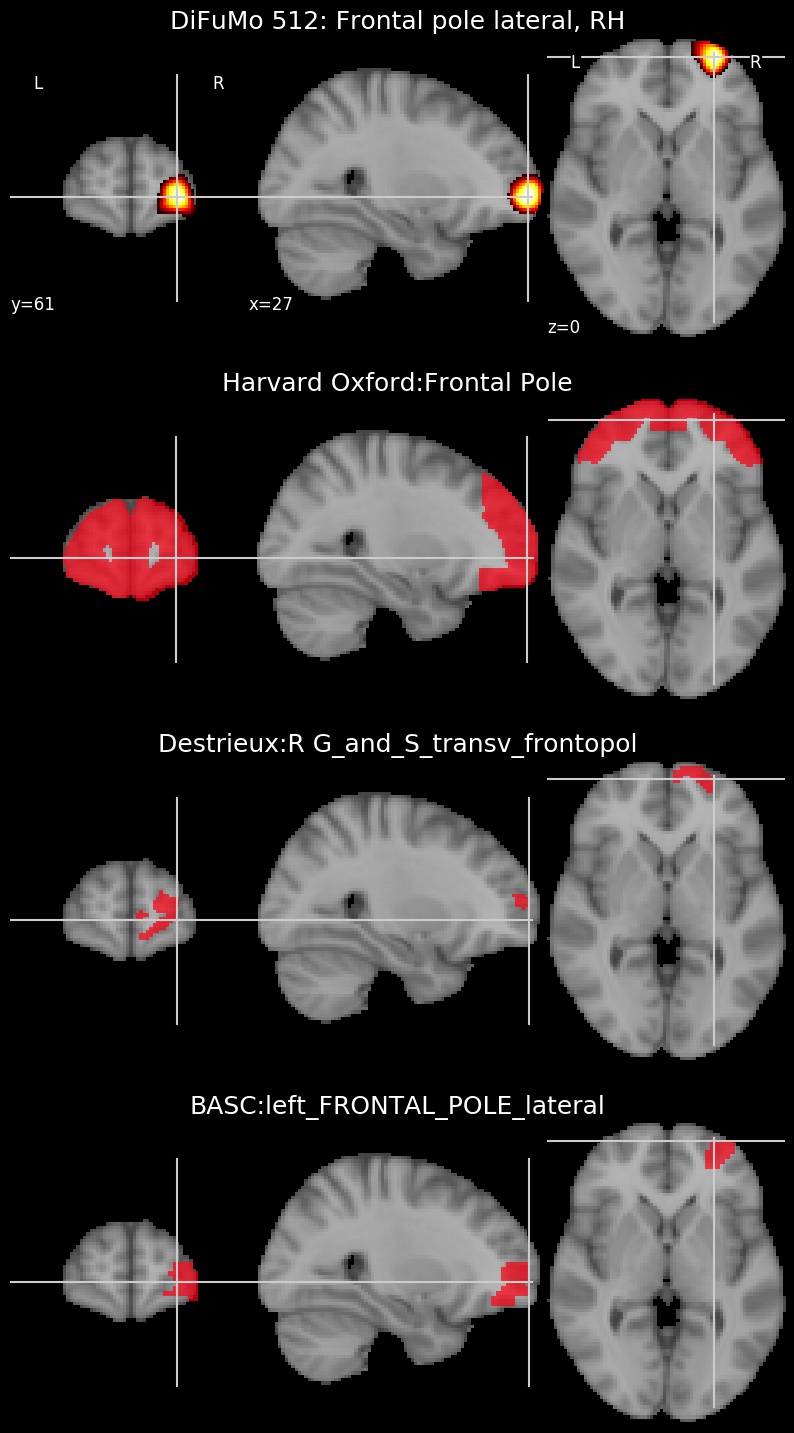 DiFuMo 512: Frontal pole lateral, RH
L R L R
y=61 x=27 z=0
Harvard Oxford:Frontal Pole
Destrieux:R G_and_S_transv_frontopol
BASC:left_FRONTAL_POLE_lateral